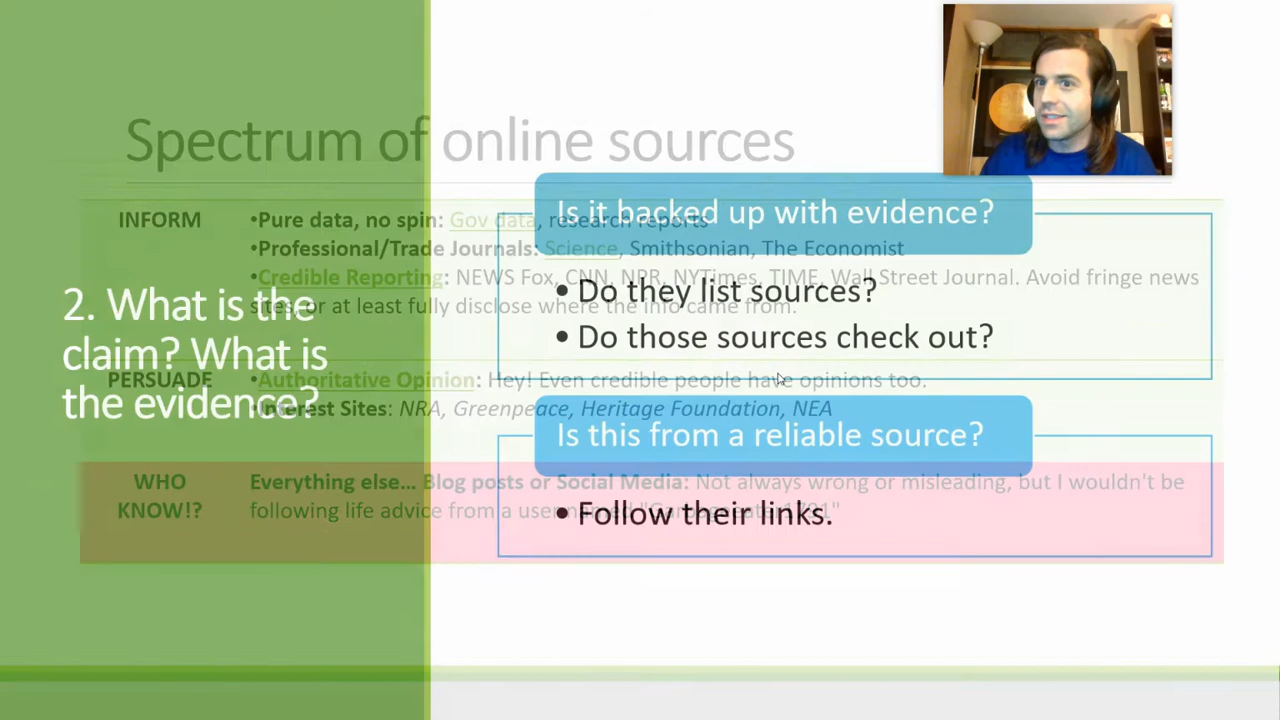 Spectrum of online sources
INFORM
•Pure data, no spin: Gov data, research reports
•Professional/Trade Journals: Science, Smithsonian, The Economist
•Credible Reporting: NEWS Fox, CNN, NPR, NYTimes, TIME, Wall Street Journal. Avoid fringe news
sites, or at least fully disclose where the info came from.
PERSUADE
•Authoritative Opinion: Hey! Even credible people have opinions too.
•Interest Sites: NRA, Greenpeace, Heritage Foundation, NEA
WHO
KNOW!?
Everything else… Blog posts or Social Media: Not always wrong or misleading, but I wouldn't be
following life advice from a user named
2. What is the
claim? What is
the evidence?
Is it backed up with evidence?
• Do they list sources?
• Do those sources check out?
Is this from a reliable source?
• Follow their links.